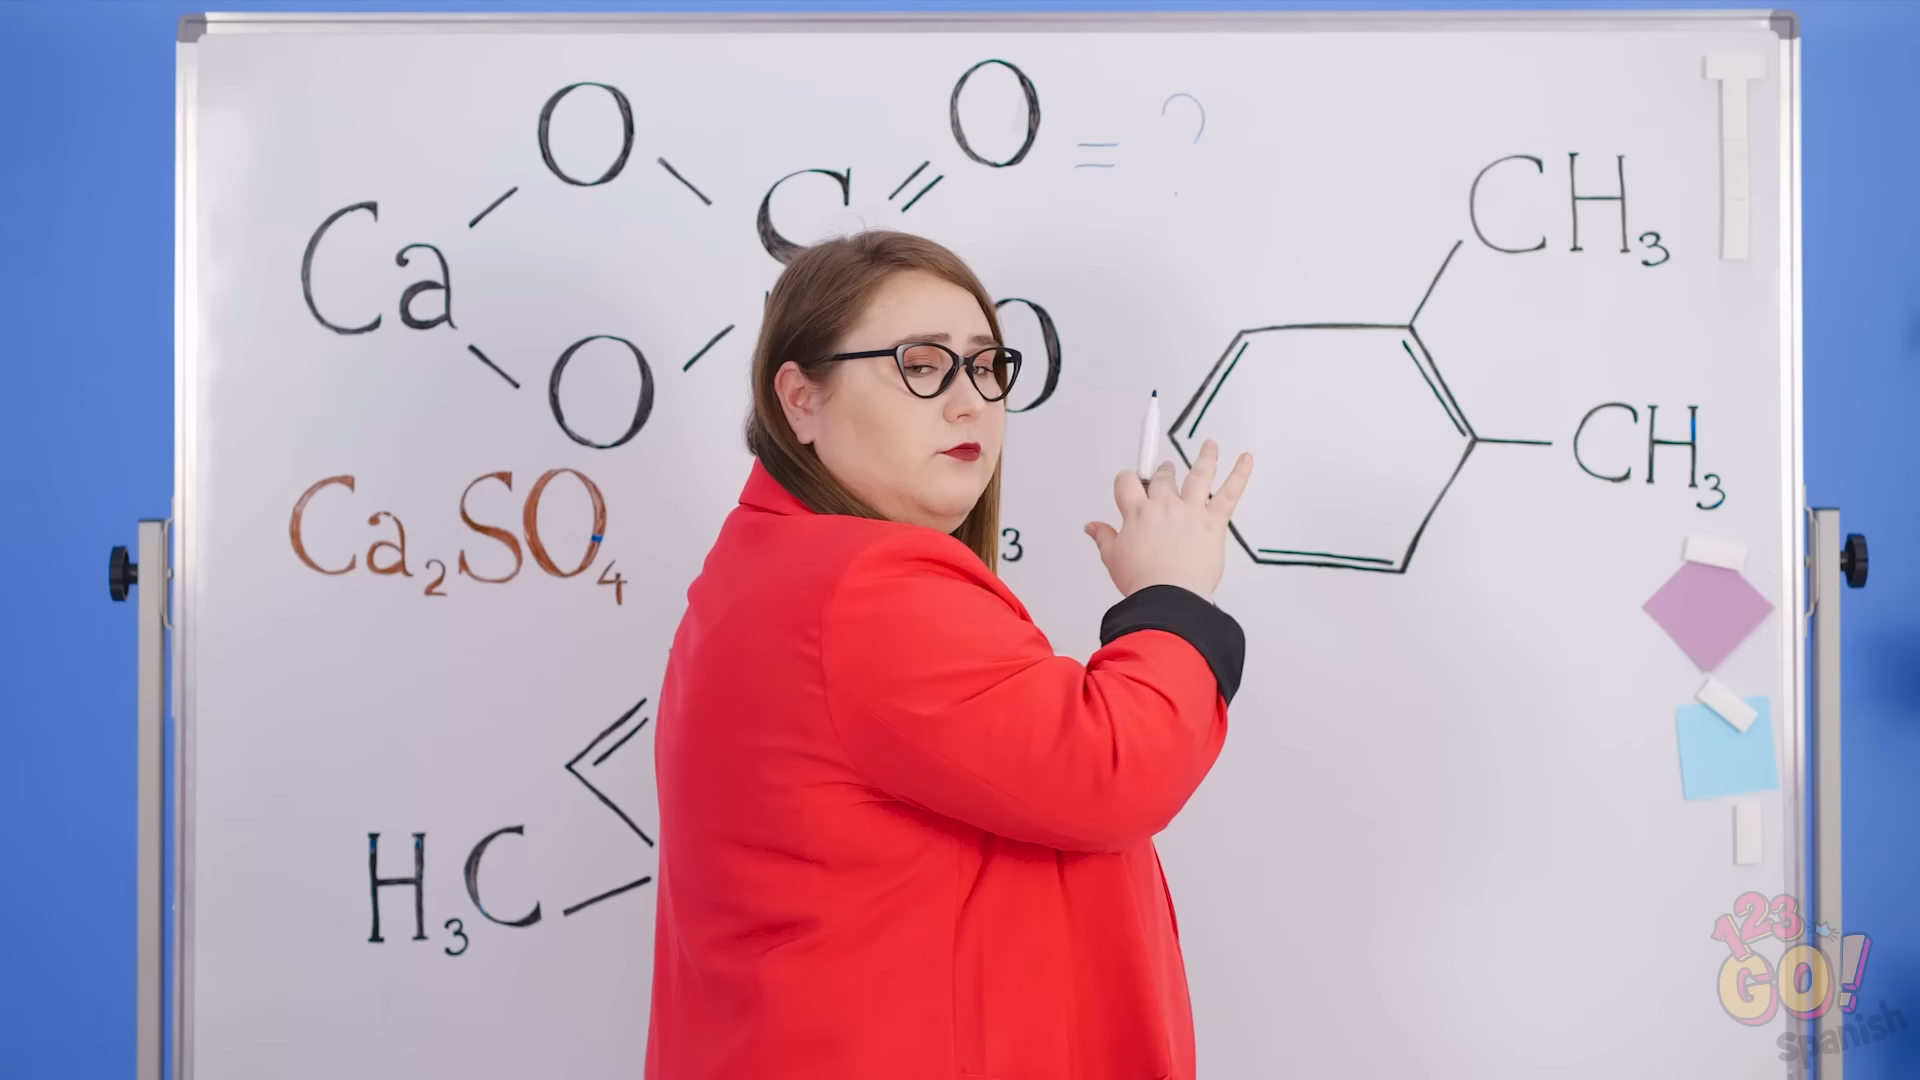 O
O = ?
C
Ca
O
O
Ca₂SO₄
3
H₃C
CH₃
CH₃
123
GO!
Spanish